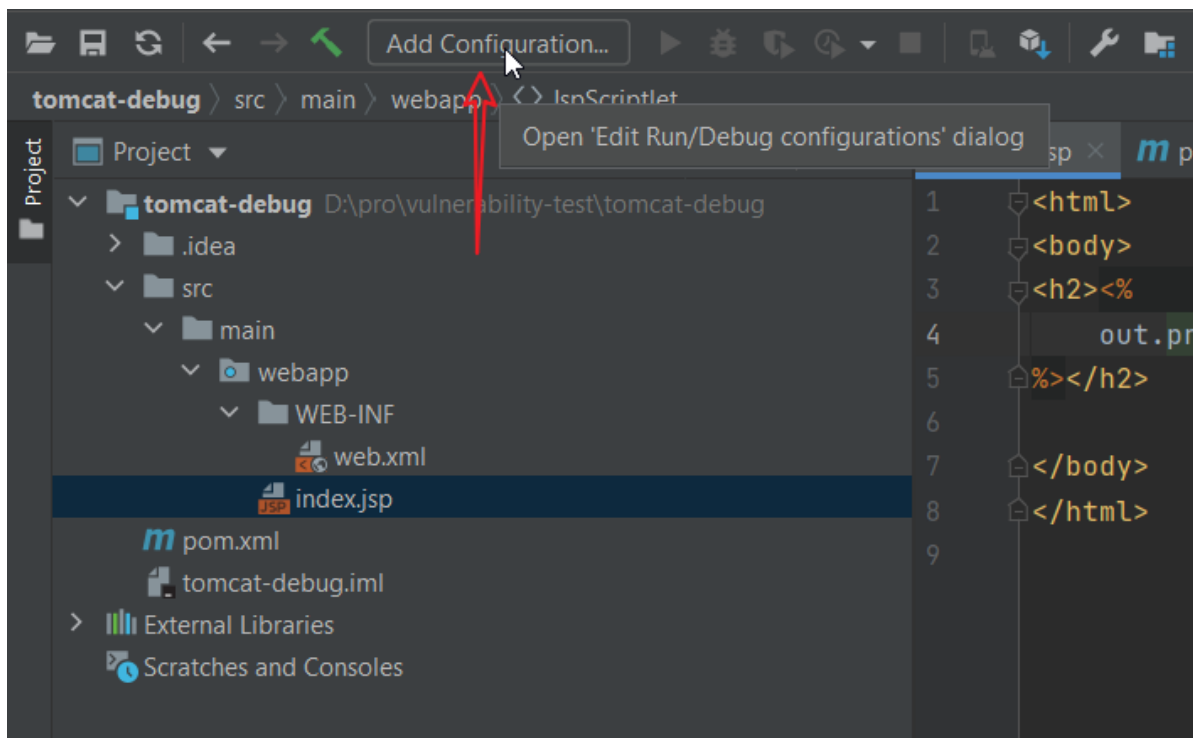 Add Configuration...
tomcat-debug src main webapp JspScriptlet
Open 'Edit Run/Debug configurations' dialog
Project
Project
sp
m p
tomcat-debug D:\pro\vulnerability-test\tomcat-debug
.idea
src
main
webapp
WEB-INF
web.xml
JSP index.jsp
m pom.xml
tomcat-debug.iml
External Libraries
Scratches and Consoles
1 <html>
2 <body>
3 <h2><%
4 out.pr
5 %></h2>
6
7 </body>
8 </html>
9